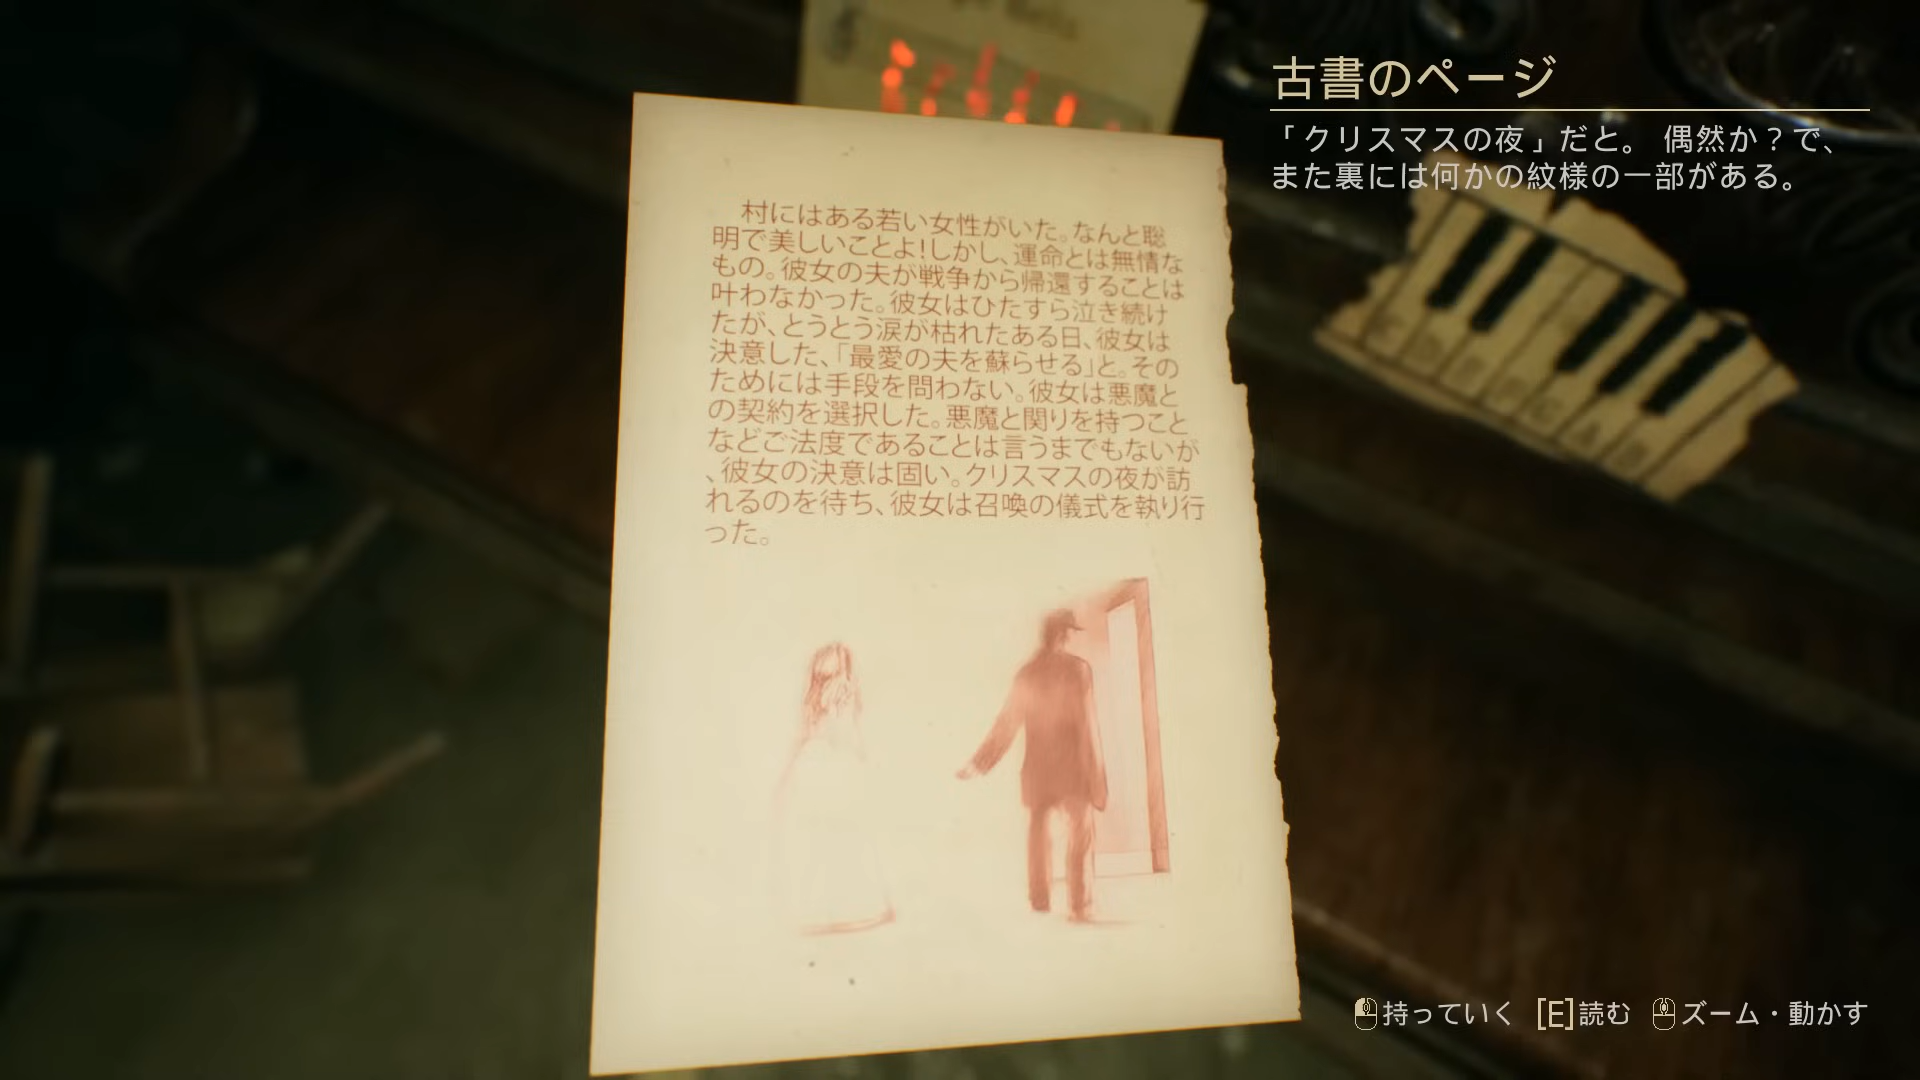 古書のページ
「クリスマスの夜」だと。 偶然か？で、
また裏には何かの紋様の一部がある。
村にはある若い女性がいた。なんと聡
明で美しいことよ！しかし、運命とは無情な
もの。彼女の夫が戦争から帰還することは
叶わなかった。彼女はひたすら泣き続け
たが、とうとう涙が枯れたある日、彼女は
決意した、「最愛の夫を蘇らせる」と。その
ためには手段を問わない。彼女は悪魔と
の契約を選択した。悪魔と関りを持つこと
などご法度であることは言うまでもないが
、彼女の決意は固い。クリスマスの夜が訪
れるのを待ち、彼女は召喚の儀式を執り行
った。
持っていく [E]読む ズーム・動かす